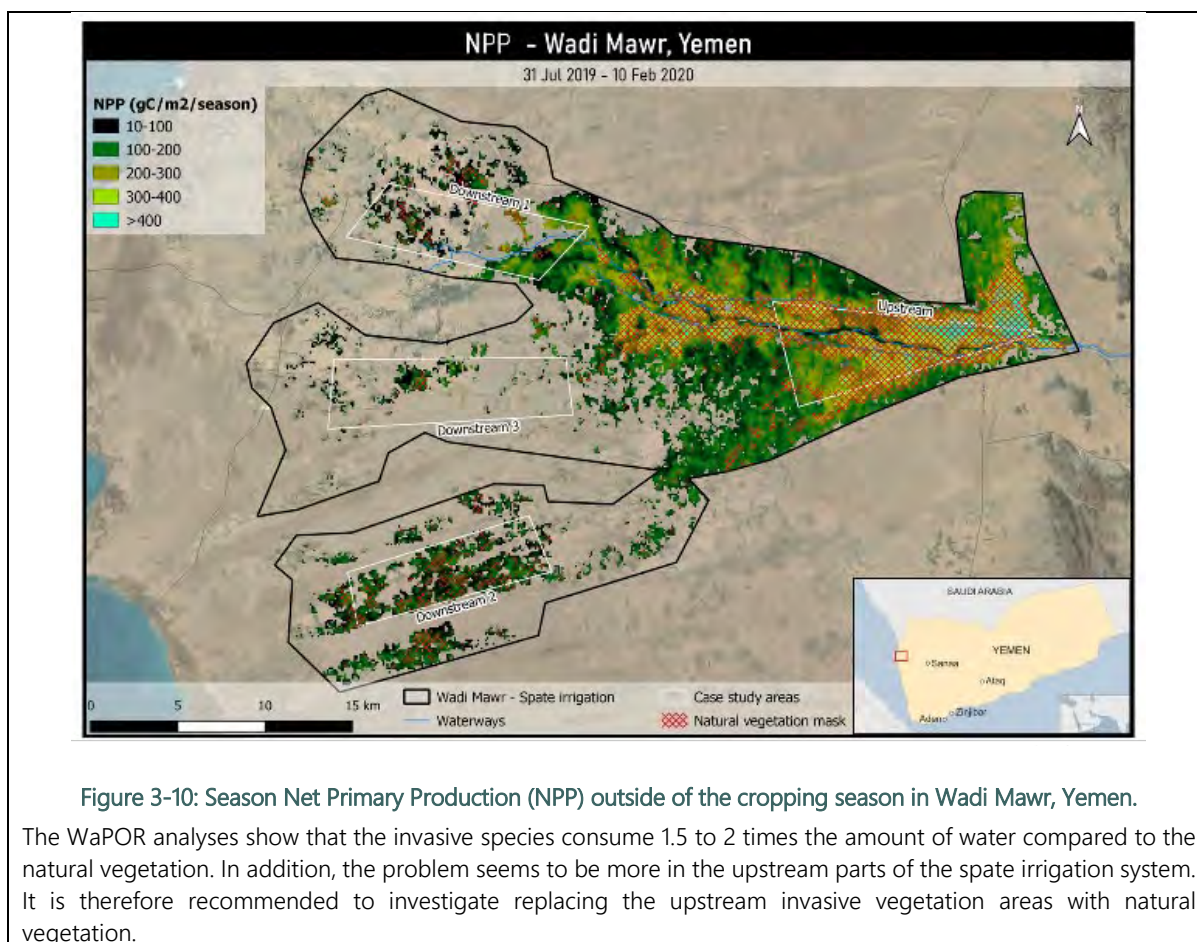 NPP - Wadi Mawr, Yemen
31 Jul 2019 - 10 Feb 2020
NPP (gC/m2/season)
10-100
100-200
200-300
300-400
>400
N
Downstream 1
Upstream
Downstream 3
Downstream 2
0 5 10 15 km
Wadi Mawr - Spate irrigation
Waterways
Case study areas
Natural vegetation mask
SAUDI ARABIA
YEMEN
Sanaa
Ataq
Zinjibar
Aden
Figure 3-10: Season Net Primary Production (NPP) outside of the cropping season in Wadi Mawr, Yemen.
The WaPOR analyses show that the invasive species consume 1.5 to 2 times the amount of water compared to the
natural vegetation. In addition, the problem seems to be more in the upstream parts of the spate irrigation system.
It is therefore recommended to investigate replacing the upstream invasive vegetation areas with natural
vegetation.